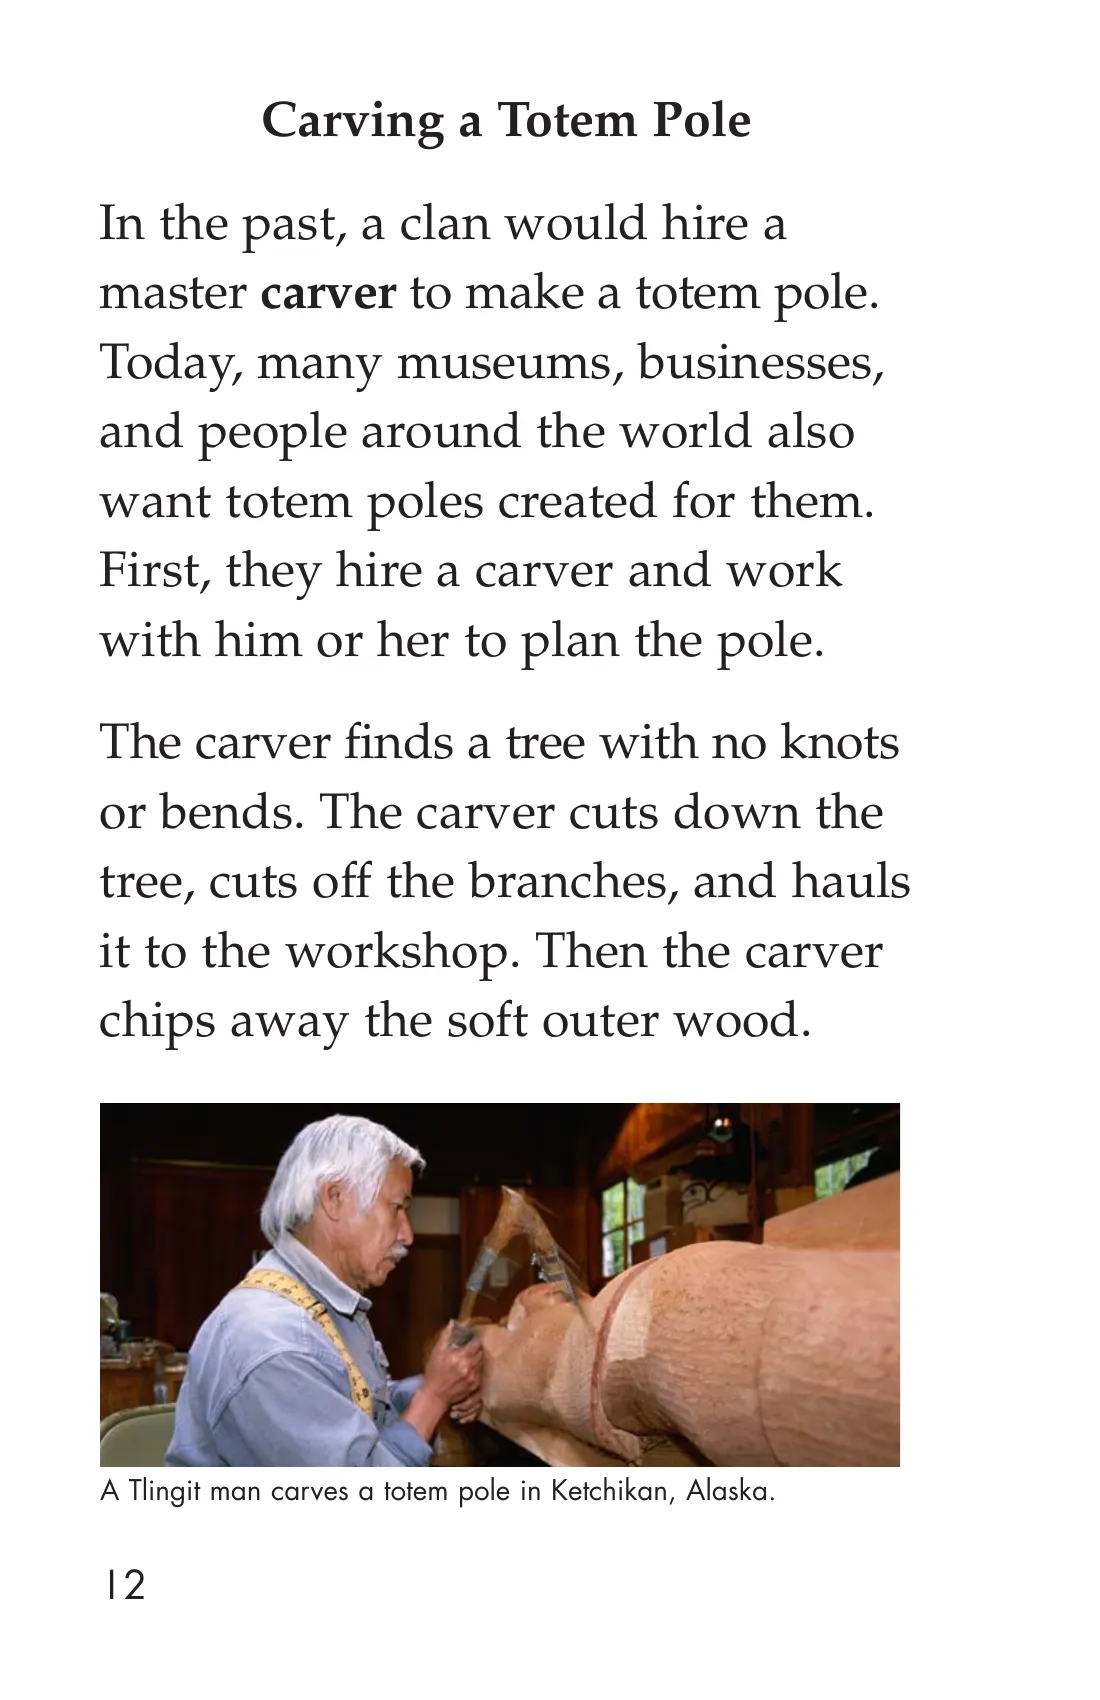 Carving a Totem Pole
In the past, a clan would hire a
master carver to make a totem pole.
Today, many museums, businesses,
and people around the world also
want totem poles created for them.
First, they hire a carver and work
with him or her to plan the pole.
The carver finds a tree with no knots
or bends. The carver cuts down the
tree, cuts off the branches, and hauls
it to the workshop. Then the carver
chips away the soft outer wood.
A Tlingit man carves a totem pole in Ketchikan, Alaska.
12